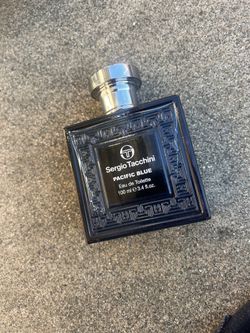 Sergio Tacchini
PACIFIC BLUE
Eau de Toilette
100 ml ℮ 3.4 fl.oz.